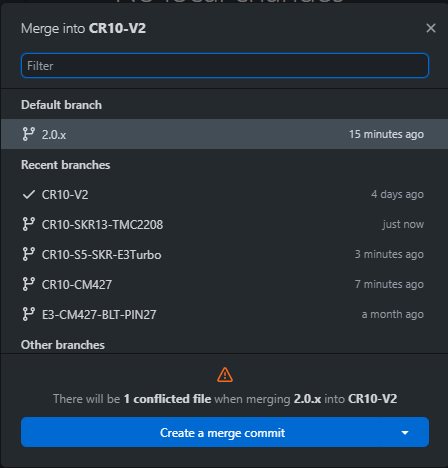 Merge into CR10-V2
Filter
Default branch
2.0.x 15 minutes ago
Recent branches
CR10-V2 4 days ago
CR10-SKR13-TMC2208 just now
CR10-S5-SKR-E3Turbo 3 minutes ago
CR10-CM427 7 minutes ago
E3-CM427-BLT-PIN27 a month ago
Other branches
There will be 1 conflicted file when merging 2.0.x into CR10-V2
Create a merge commit